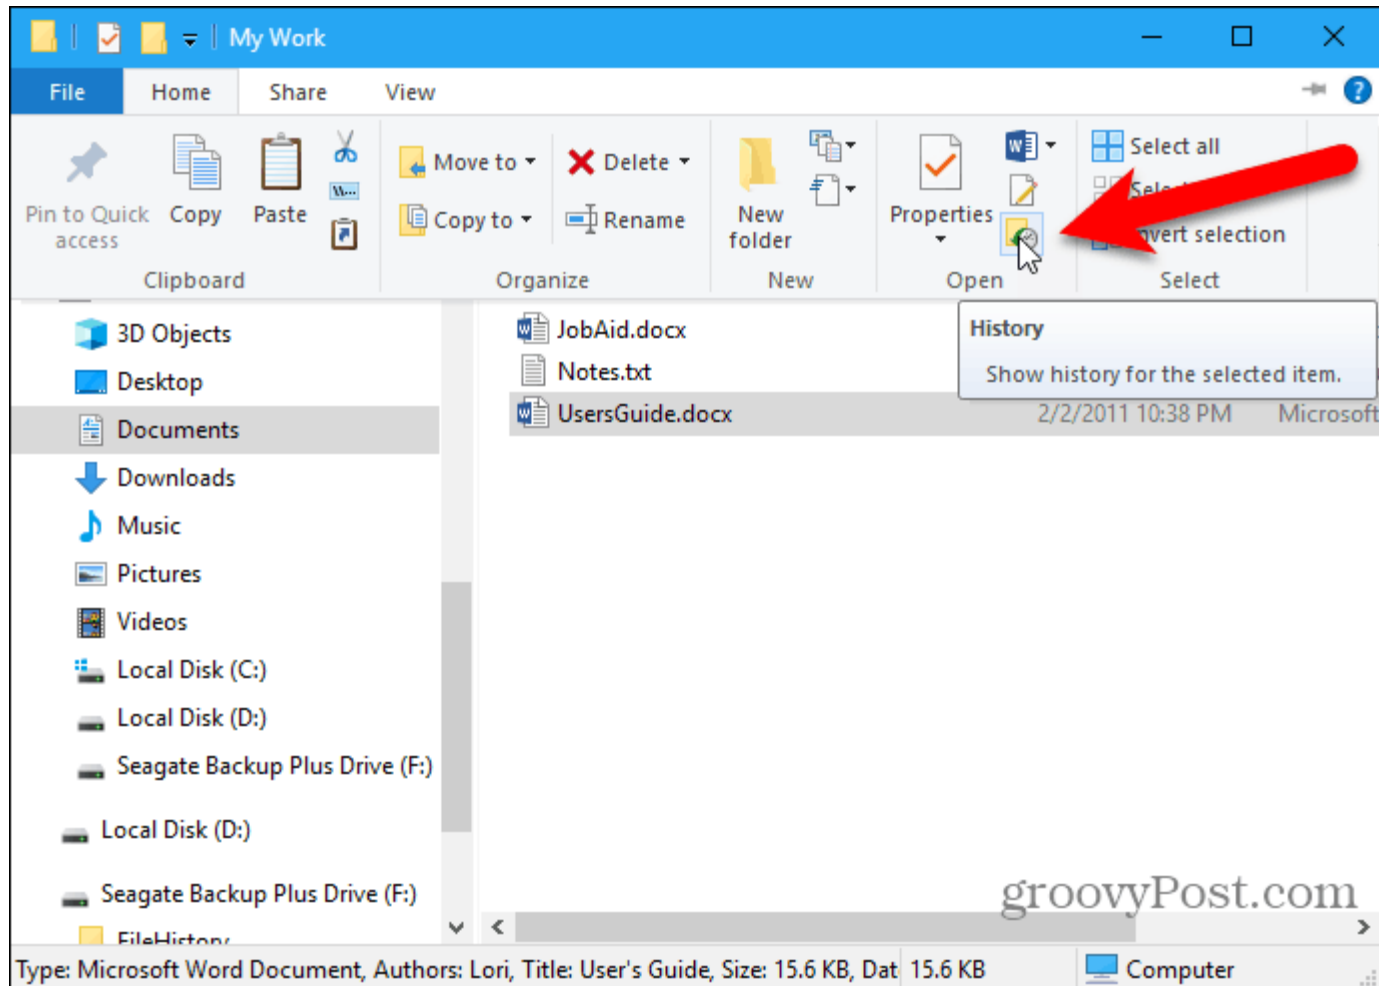 My Work
File Home Share View
Pin to Quick access
Copy
Paste
Move to
Copy to
Delete
Rename
New folder
Properties
Select all
selection
Clipboard Organize New Open Select
History
Show history for the selected item.
3D Objects
Desktop
Documents
Downloads
Music
Pictures
Videos
Local Disk (C:)
Local Disk (D:)
Seagate Backup Plus Drive (F:)
Local Disk (D:)
Seagate Backup Plus Drive (F:)
FileHistory
JobAid.docx
Notes.txt
UsersGuide.docx 2/2/2011 10:38 PM Microsoft
groovyPost.com
Type: Microsoft Word Document, Authors: Lori, Title: User's Guide, Size: 15.6 KB, Dat 15.6 KB Computer